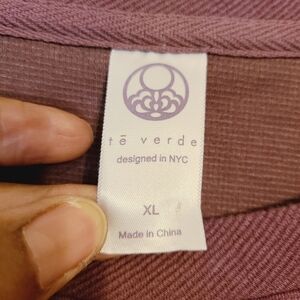 tē verde
designed in NYC
XL
Made in China